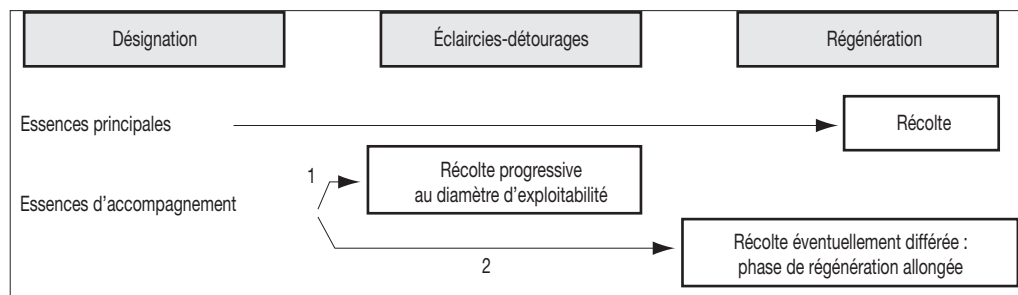 Désignation
Éclaircies-détourages
Régénération
Essences principales
Récolte
1
Récolte progressive
au diamètre d'exploitabilité
Essences d'accompagnement
2
Récolte éventuellement différée :
phase de régénération allongée